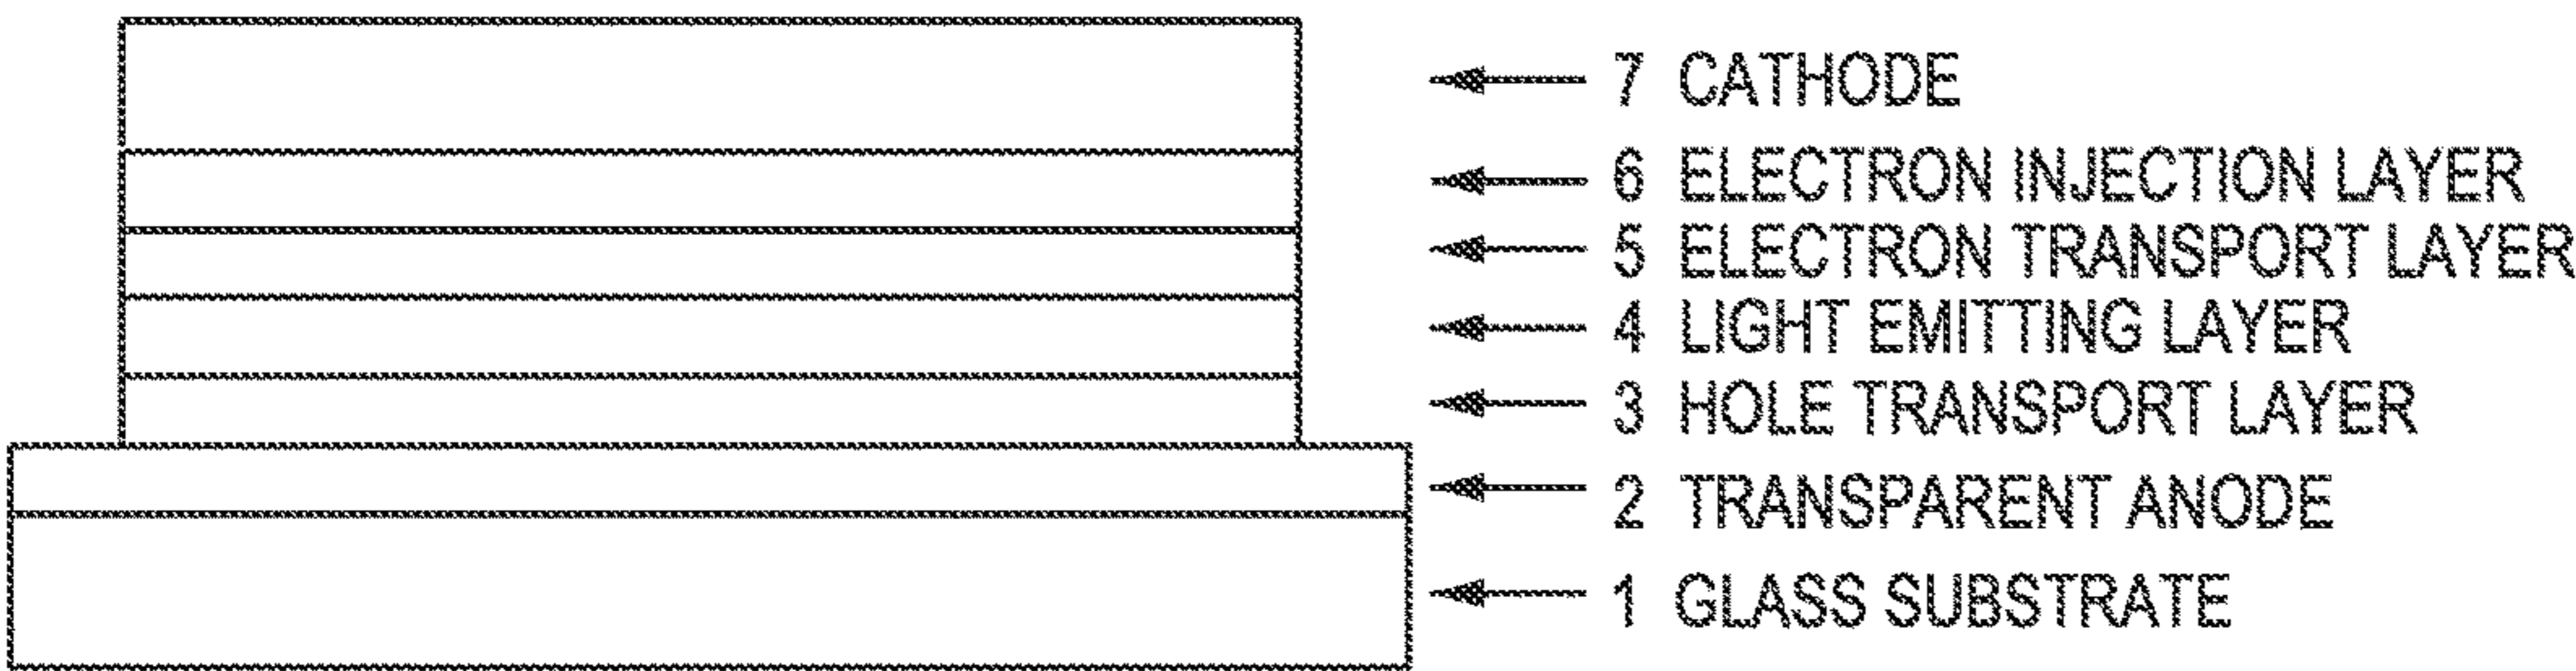 7 CATHODE
6 ELECTRON INJECTION LAYER
5 ELECTRON TRANSPORT LAYER
4 LIGHT EMITTING LAYER
3 HOLE TRANSPORT LAYER
2 TRANSPARENT ANODE
1 GLASS SUBSTRATE